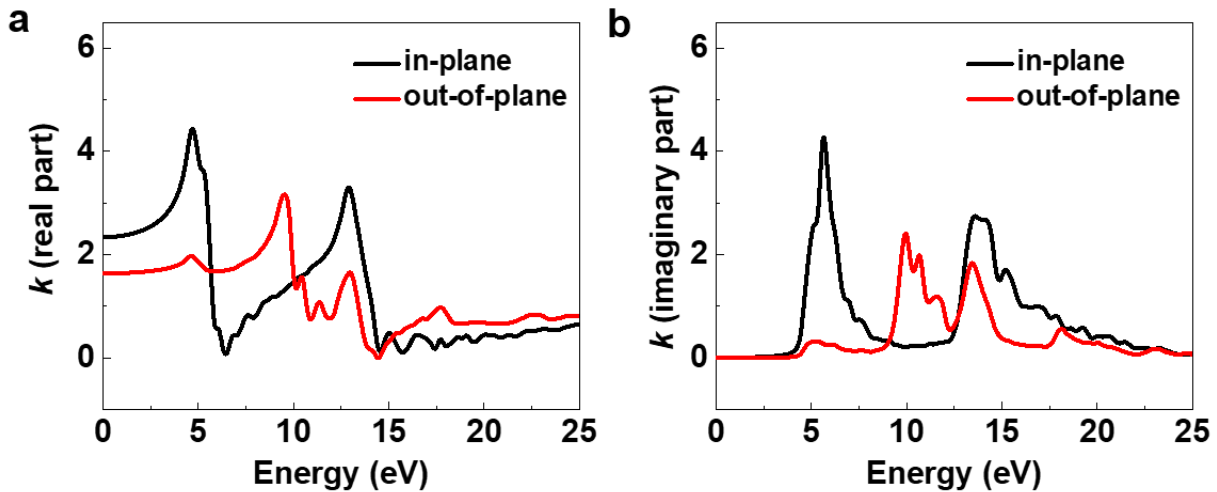 a
6
4
2
0
k (real part)
in-plane
out-of-plane
0 5 10 15 20 25
Energy (eV)
b
6
4
2
0
k (imaginary part)
in-plane
out-of-plane
0 5 10 15 20 25
Energy (eV)